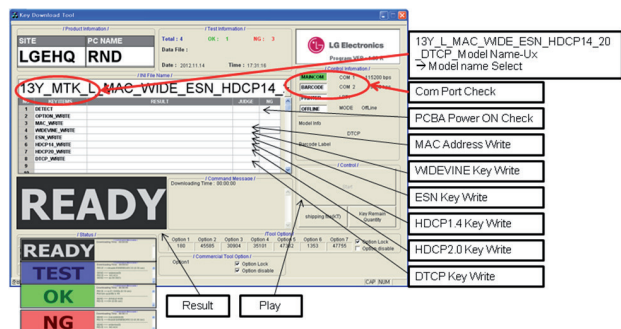 Key Download Tool
/ Product Information /
/ Test Information /
SITE
PC NAME
LGEHQ
RND
Total : 4
OK : 1
NG : 3
Data File :
Date : 2012.11.14
Time : 17:31:16
LG Electronics
Program VER
/ Control Information /
/ INI File Name /
13Y_MTK_L_MAC_WIDE_ESN_HDCP14_
MAINCOM
COM
115200 bps
BARCODE
COM 2
OFFLINE
MODE
OffLine
NO
KEY ITEMS
RESULT
JUDGE
NG
1 DETECT
2 OPTION_WRITE
3 MAC_WRITE
4 WIDEVINE_WRITE
5 ESN_WRITE
6 HDCP14_WRITE
7 HDCP20_WRITE
8 DTCP_WRITE
Model Info
DTCP
Barcode Label
/ Control /
/ Command Message /
Downloading Time : 00:00:00
READY
Key Remain
Quantity
/ Status /
/Tool Option/
Option 1
Option 2
Option 3
Option 4
Option 5
Option 6
Option 7
Option Lock
Option disable
168
45585
30904
35101
1353
47755
/ Commercial Tool Option /
Option1
Option Lock
Option disable
READY
TEST
OK
NG
CAP
NUM
Result
Play
13Y_L_MAC_WIDE_ESN_HDCP14_20
_DTCP_Model Name-Ux
→Model name Select
Com Port Check
PCBA Power ON Check
MAC Address Write
WIDEVINE Key Write
ESN Key Write
HDCP1.4 Key Write
HDCP2.0 Key Write
DTCP Key Write